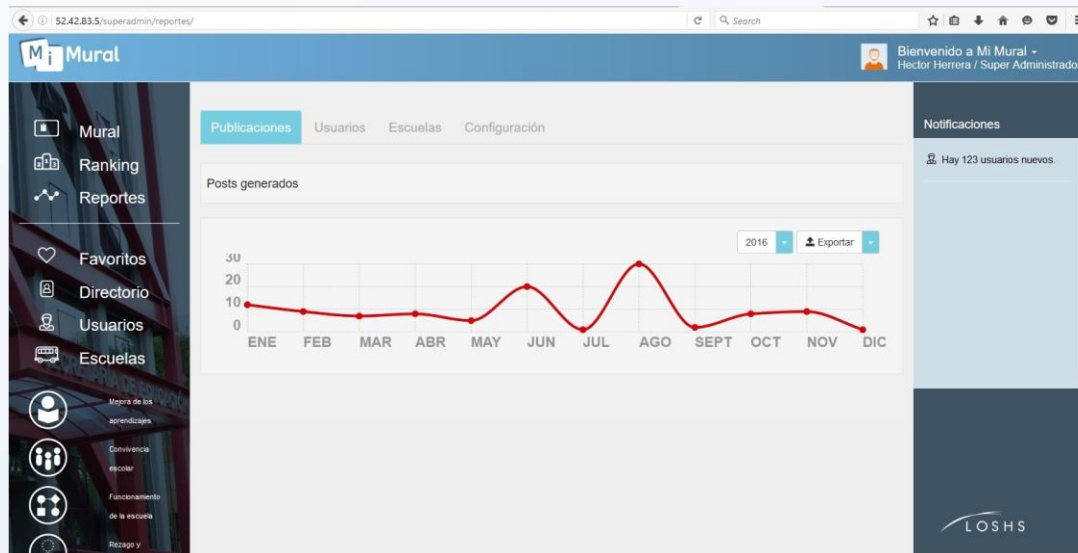 52.42.83.5/superadmin/reportes/
Search
Mi Mural
Bienvenido a Mi Mural
Hector Herrera / Super Administrado
Mural
Ranking
Reportes
Favoritos
Directorio
Usuarios
Escuelas
Mejora de los
aprendizajes
Convivencia
escolar
Funcionamiento
de la escuela
Rezago y
Publicaciones Usuarios Escuelas Configuración
Posts generados
2016 Exportar
30
20
10
0
ENE FEB MAR ABR MAY JUN JUL AGO SEPT OCT NOV DIC
Notificaciones
Hay 123 usuarios nuevos.
LOSHS